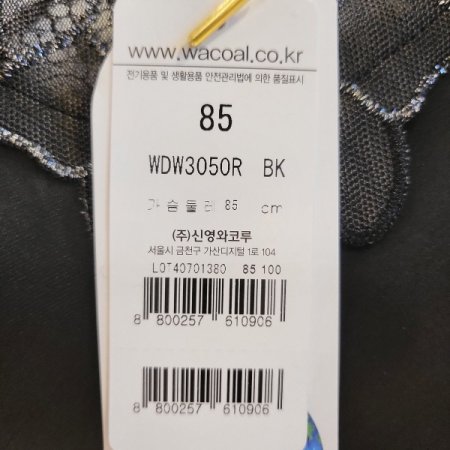 www.wacoal.co.kr
전기용품 및 생활용품 안전관리법에 의한 품질표시
85
WDW3050R BK
가슴둘레 85 cm
(주)신영와코루
서울시 금천구 가산디지털 1로 104
LOT40701380 85 100
8 800257 610906
8 800257 610906